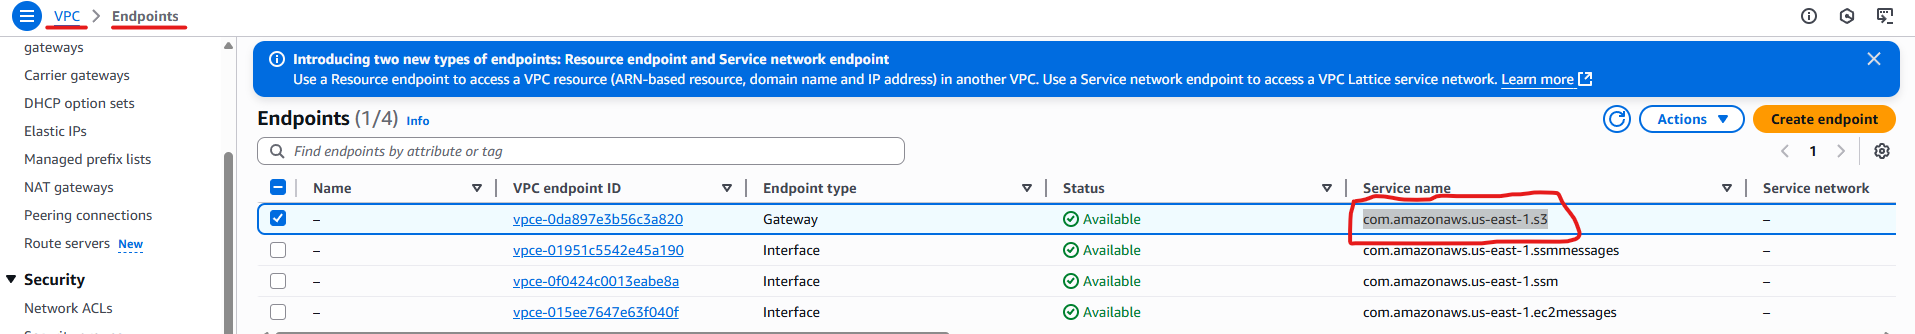 VPC > Endpoints
gateways
Carrier gateways
DHCP option sets
Elastic IPs
Managed prefix lists
NAT gateways
Peering connections
Route servers New
Security
Network ACLs
Introducing two new types of endpoints: Resource endpoint and Service network endpoint
Use a Resource endpoint to access a VPC resource (ARN-based resource, domain name and IP address) in another VPC. Use a Service network endpoint to access a VPC Lattice service network. Learn more
Endpoints (1/4) Info
Actions
Create endpoint
Find endpoints by attribute or tag
1
Name VPC endpoint ID Endpoint type Status Service name Service network
– vpce-0da897e3b56c3a820 Gateway Available com.amazonaws.us-east-1.s3 –
– vpce-01951c5542e45a190 Interface Available com.amazonaws.us-east-1.ssmmessages –
– vpce-0f0424c0013eabe8a Interface Available com.amazonaws.us-east-1.ssm –
– vpce-015ee7647e63f040f Interface Available com.amazonaws.us-east-1.ec2messages –